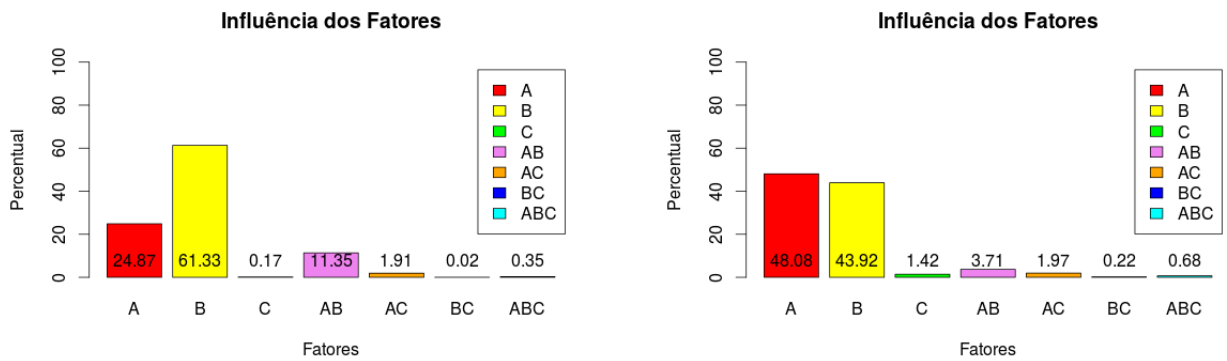 Influência dos Fatores
100
80
60
40
20
0
Percentual
24.87
61.33
0.17
11.35
1.91
0.02
0.35
A
B
C
AB
AC
BC
ABC
Fatores
A
B
C
AB
AC
BC
ABC
Influência dos Fatores
100
80
60
40
20
0
Percentual
48.08
43.92
1.42
3.71
1.97
0.22
0.68
A
B
C
AB
AC
BC
ABC
Fatores
A
B
C
AB
AC
BC
ABC